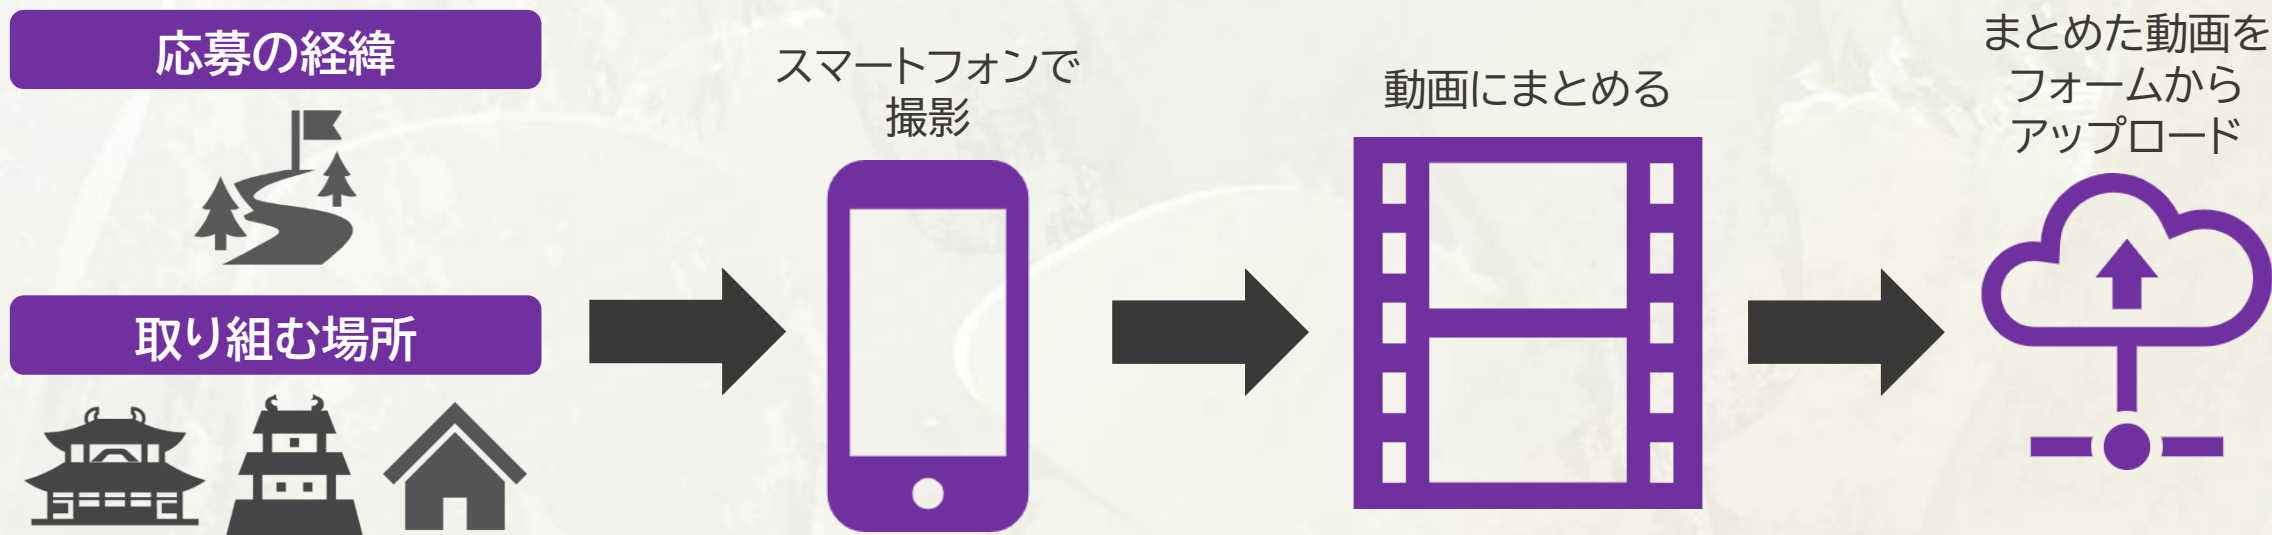 応募の経緯
取り組む場所
スマートフォンで
撮影
動画にまとめる
まとめた動画を
フォームから
アップロード